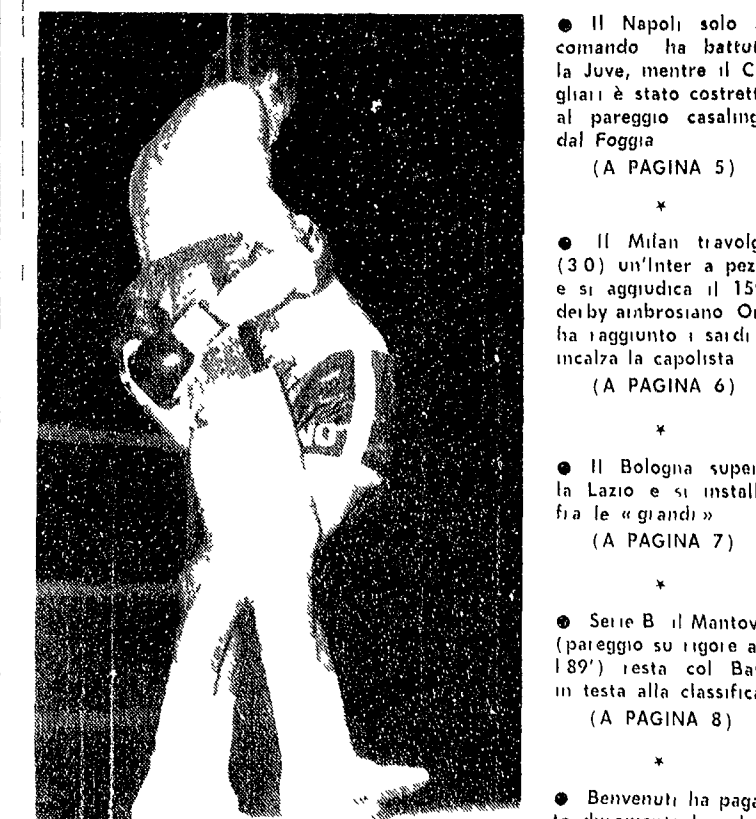 ● Il Napoli solo
comando ha battut
la Juve, mentre il C
gliari è stato costrett
al pareggio casaling
dal Foggia
(A PAGINA 5)
*
● Il Milan travolg
(3 0) un'Inter a pez
e si aggiudica il 15
derby ambrosiano Or
ha raggiunto i sardi
incalza la capolista
(A PAGINA 6)
*
● Il Bologna super
la Lazio e si install
fra le « grandi »
(A PAGINA 7)
*
● Serie B il Mantov
(pareggio su rigore a
l 89') resta col Ba
in testa alla classifica
(A PAGINA 8)
*
● Benvenuti ha paga